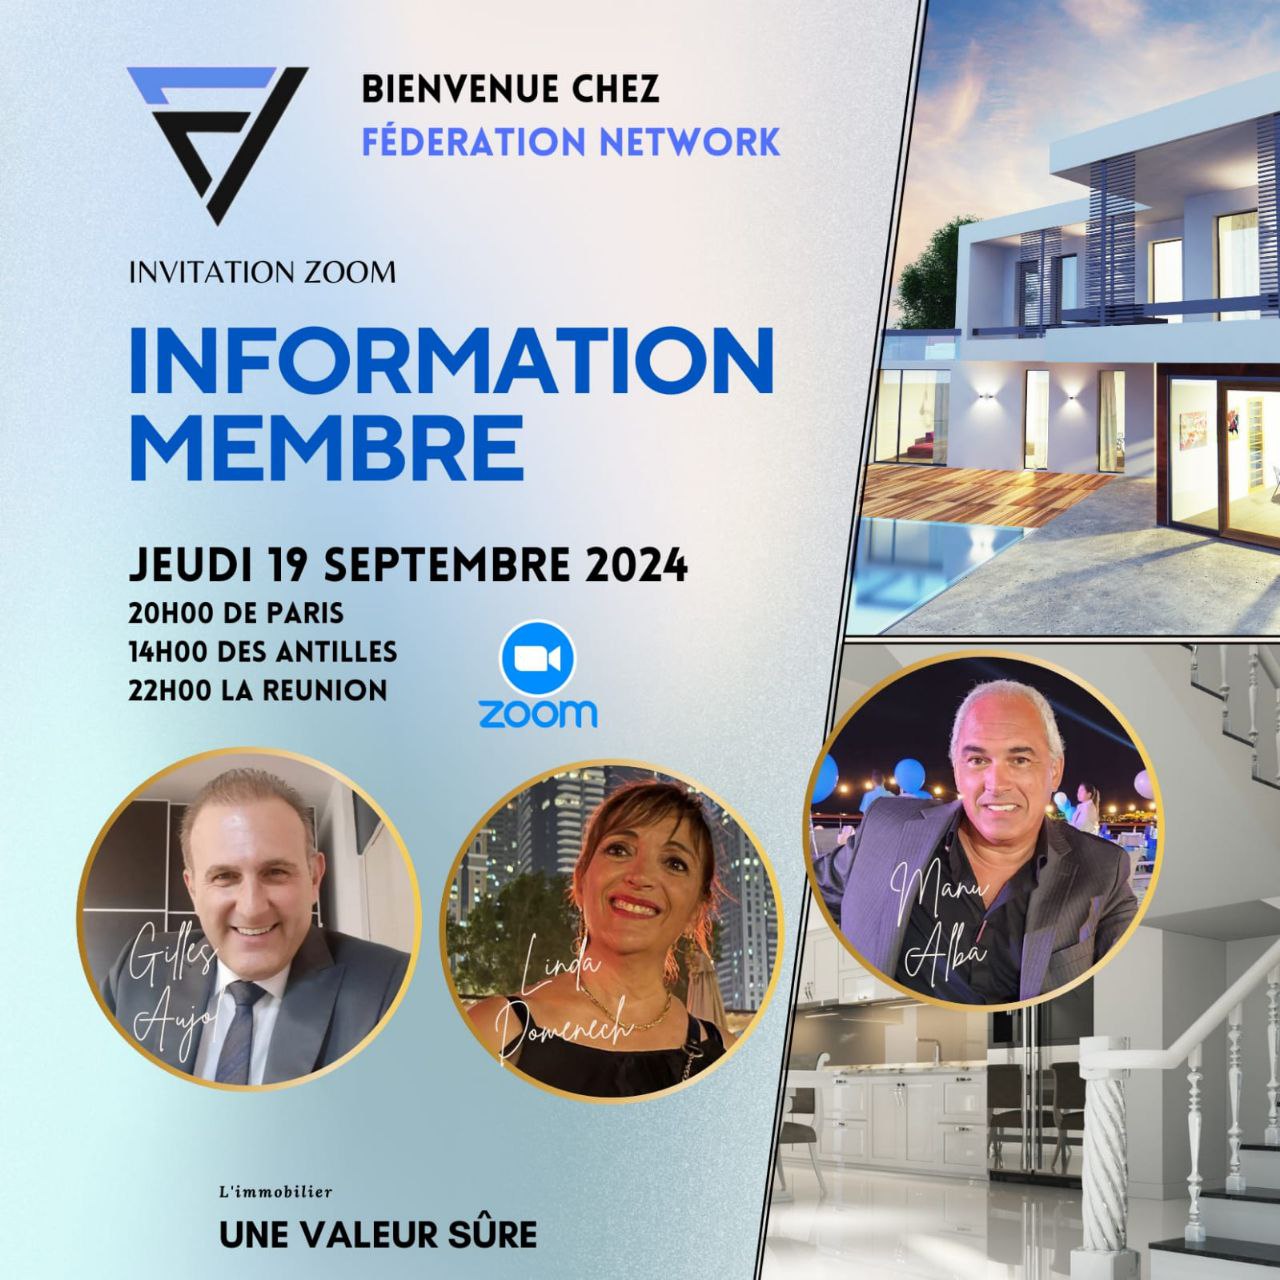 BIENVENUE CHEZ
FÉDERATION NETWORK
INVITATION ZOOM
INFORMATION
MEMBRE
JEUDI 19 SEPTEMBRE 2024
20H00 DE PARIS
14H00 DES ANTILLES
22H00 LA REUNION
zoom
Gilles
Aujol
Linda
Domenech
Manu
Alba
L'immobilier
UNE VALEUR SÛRE